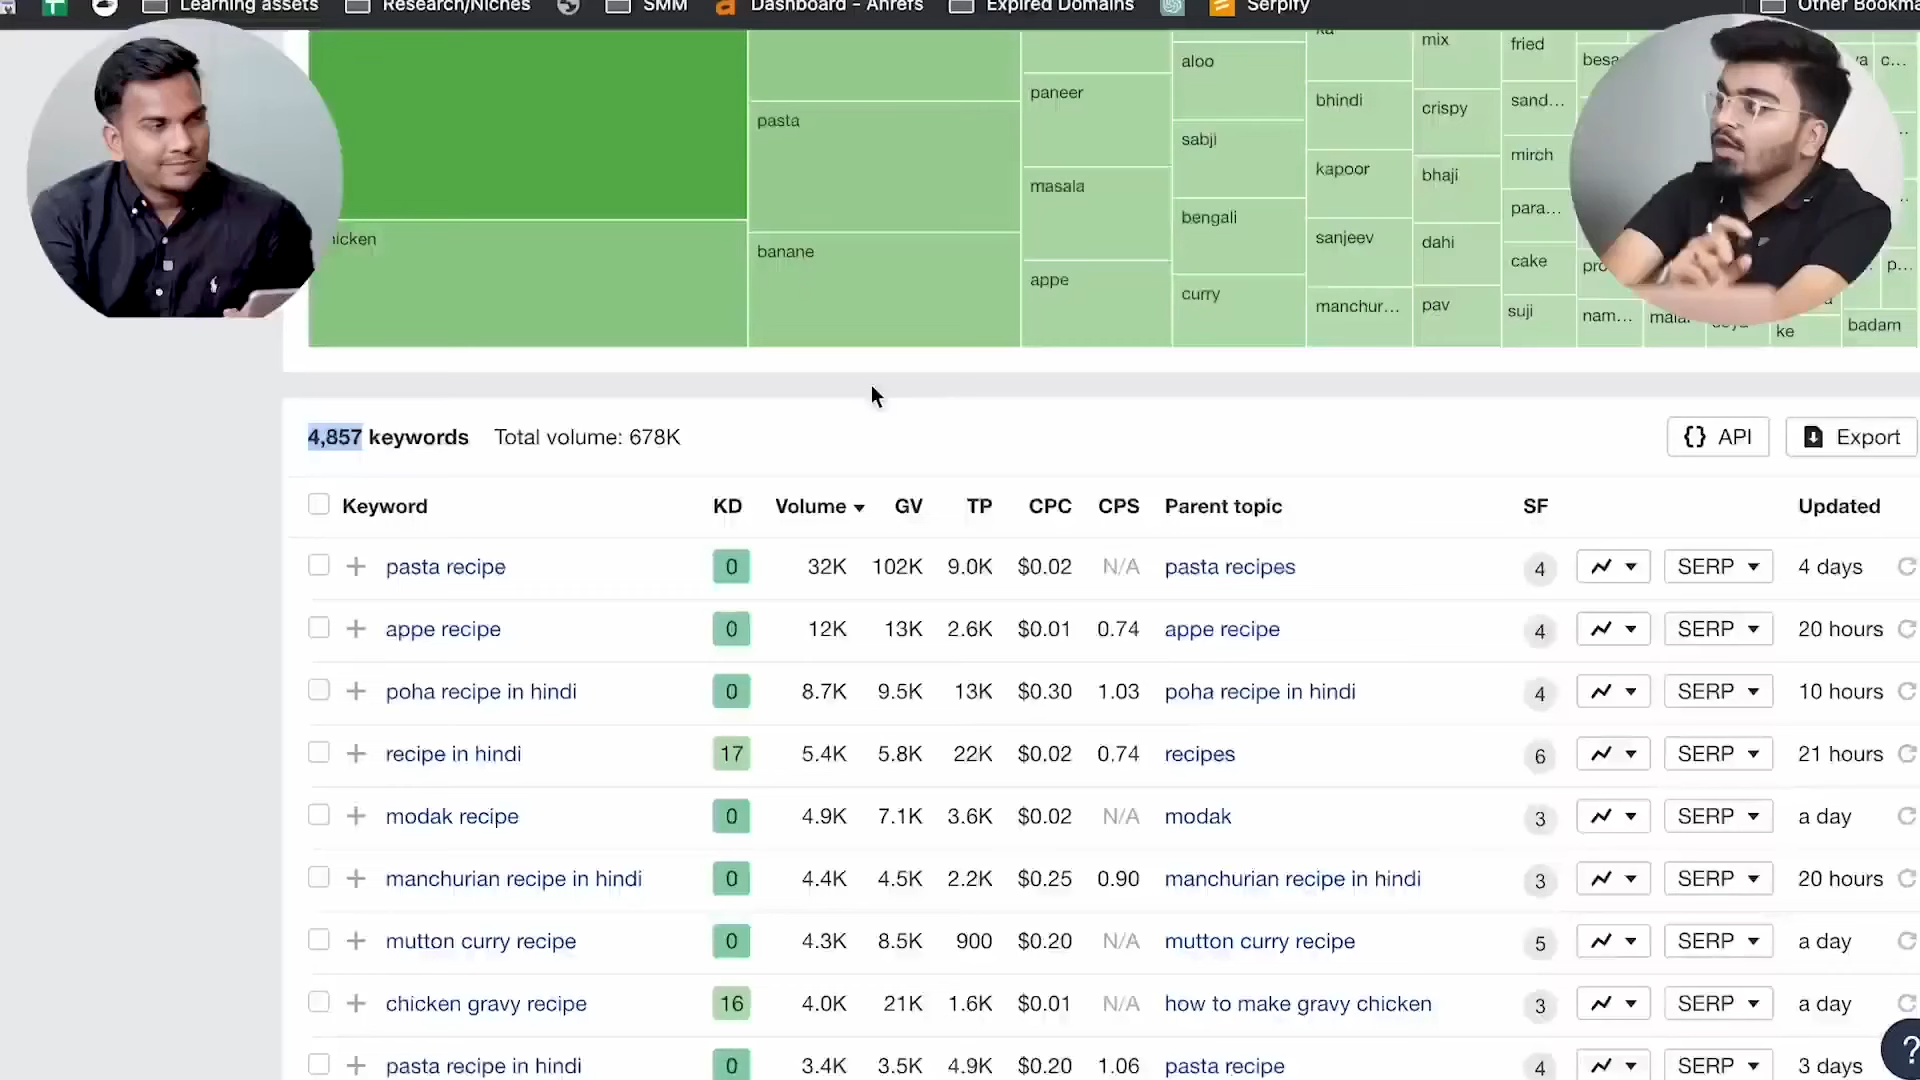 Learning assets Research/Niches SMM Dashboard - Ahrefs Expired Domains Serpify Other Bookma
aloo mix fried besa c...
paneer bhindi crispy sand...
pasta sabji kapoor bhaji mirch
masala bengali sanjeev dahi para...
icken banane appe curry manchur... pav cake suji pro nam... ke badam p...
4,857 keywords Total volume: 678K {} API Export
Keyword KD Volume GV TP CPC CPS Parent topic SF Updated
pasta recipe 0 32K 102K 9.0K $0.02 N/A pasta recipes 4 SERP 4 days
appe recipe 0 12K 13K 2.6K $0.01 0.74 appe recipe 4 SERP 20 hours
poha recipe in hindi 0 8.7K 9.5K 13K $0.30 1.03 poha recipe in hindi 4 SERP 10 hours
recipe in hindi 17 5.4K 5.8K 22K $0.02 0.74 recipes 6 SERP 21 hours
modak recipe 0 4.9K 7.1K 3.6K $0.02 N/A modak 3 SERP a day
manchurian recipe in hindi 0 4.4K 4.5K 2.2K $0.25 0.90 manchurian recipe in hindi 3 SERP 20 hours
mutton curry recipe 0 4.3K 8.5K 900 $0.20 N/A mutton curry recipe 5 SERP a day
chicken gravy recipe 16 4.0K 21K 1.6K $0.01 N/A how to make gravy chicken 3 SERP a day
pasta recipe in hindi 0 3.4K 3.5K 4.9K $0.20 1.06 pasta recipe 4 SERP 3 days
?